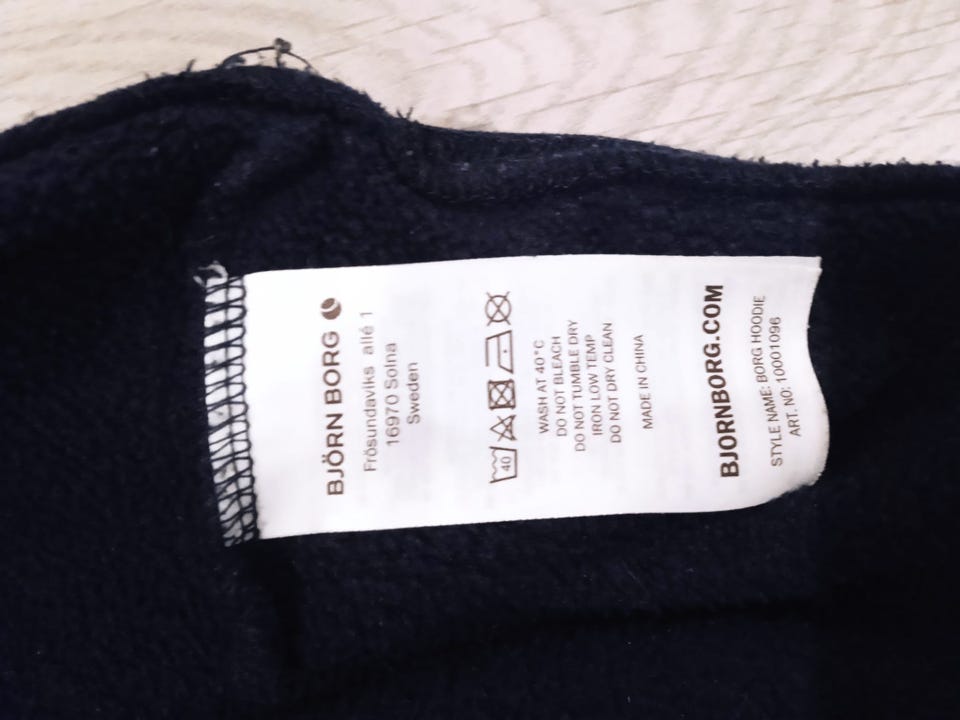 BJÖRN BORG
Frösundaviks allé 1
16970 Solna
Sweden
40
WASH AT 40°C
DO NOT BLEACH
DO NOT TUMBLE DRY
IRON LOW TEMP
DO NOT DRY CLEAN
MADE IN CHINA
BJORNBORG.COM
STYLE NAME: BORG HOODIE
ART. NO: 10001096